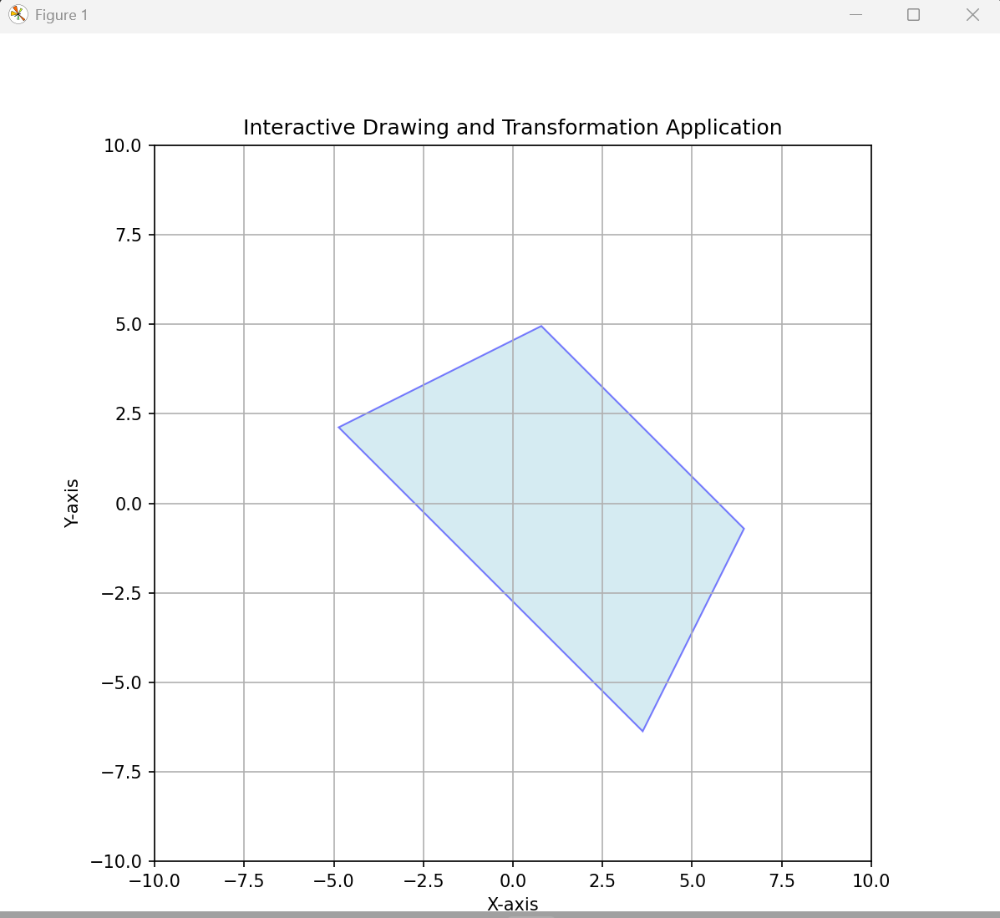 Figure 1
Interactive Drawing and Transformation Application
10.0
7.5
5.0
2.5
0.0
−2.5
−5.0
−7.5
−10.0
Y-axis
−10.0 −7.5 −5.0 −2.5 0.0 2.5 5.0 7.5 10.0
X-axis